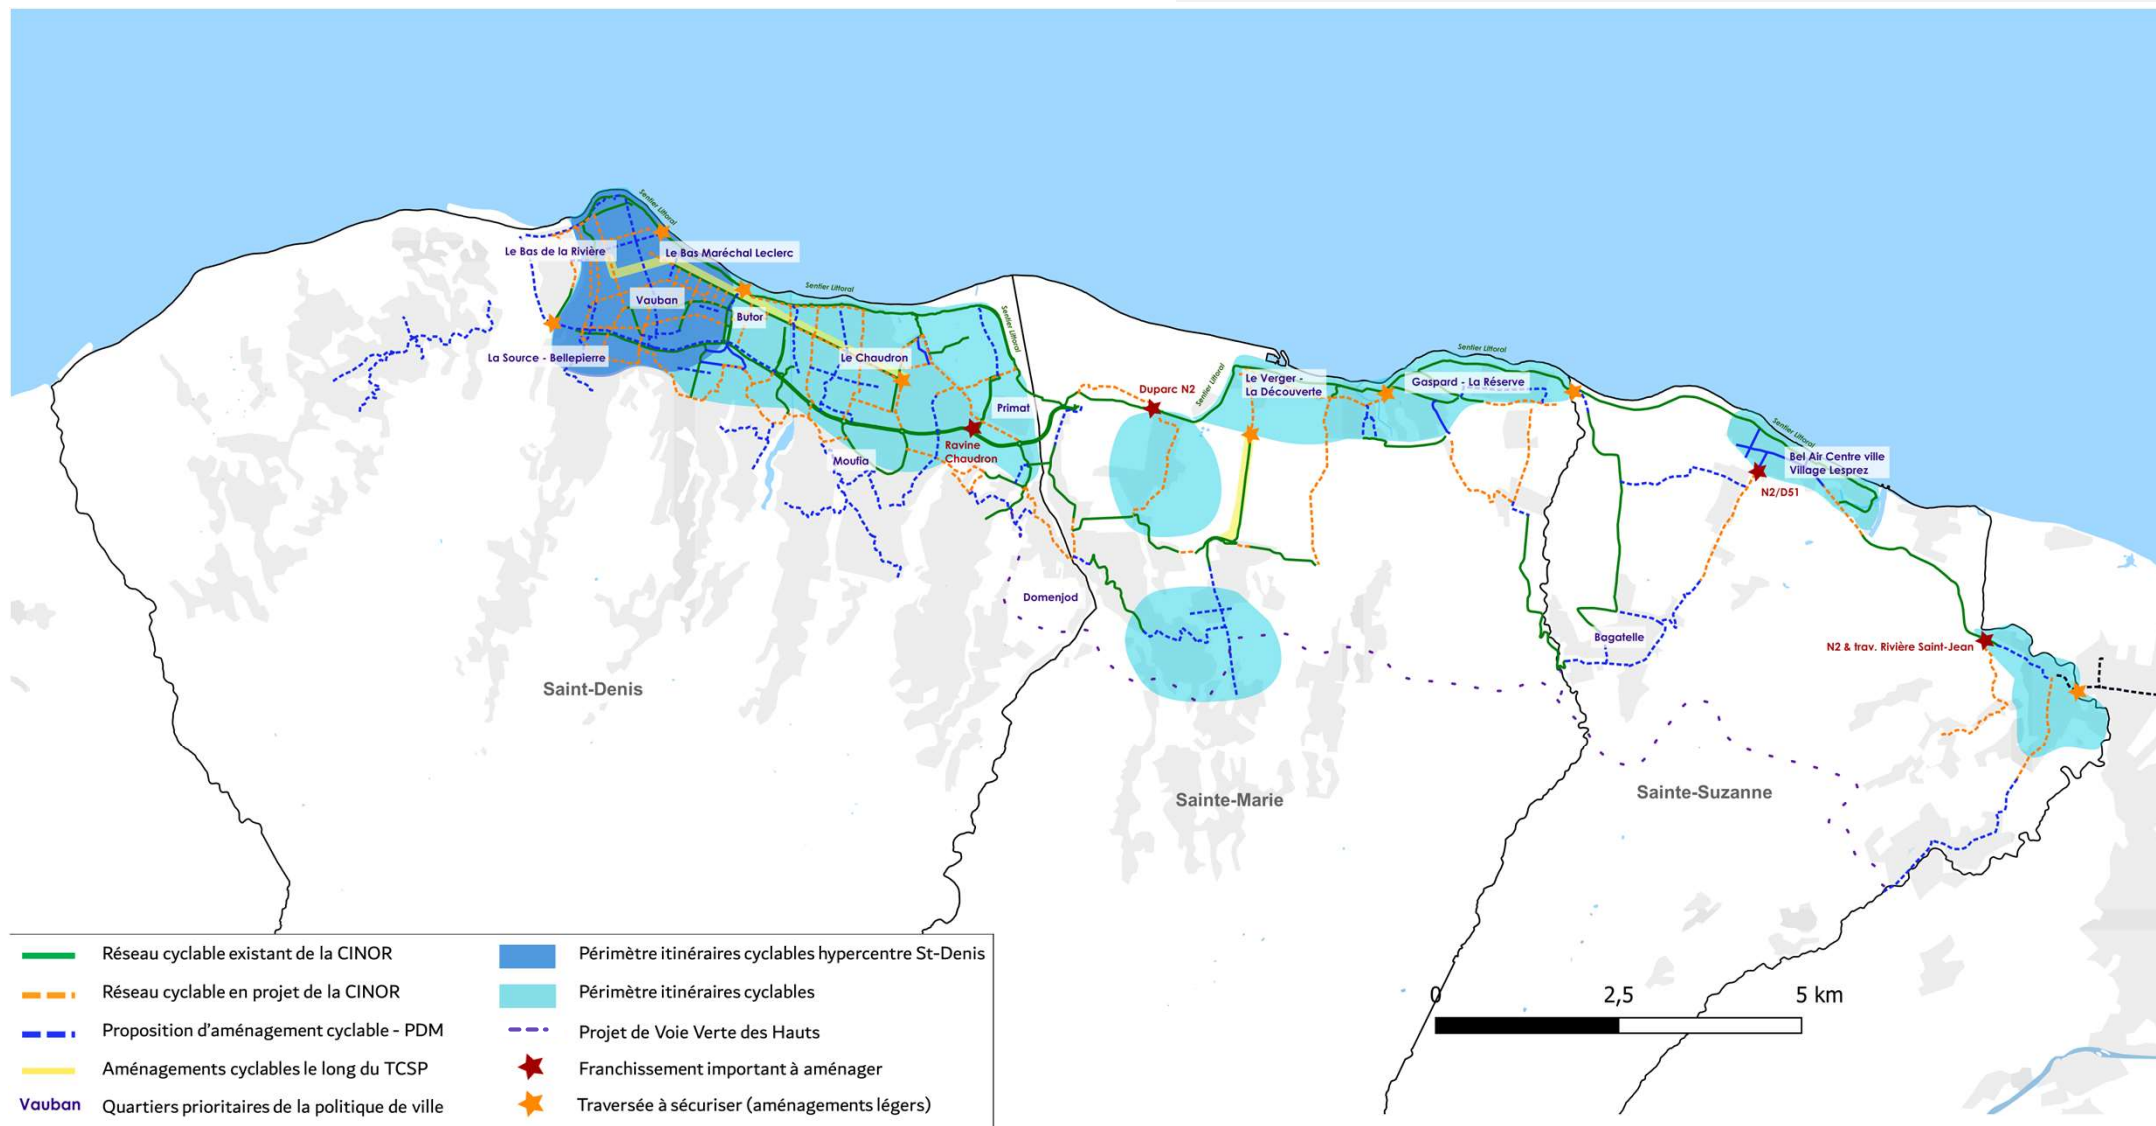 Sentier Littoral
Le Bas de la Rivière
Le Bas Maréchal Leclerc
Sentier Littoral
Vauban
Butor
Sentier Littoral
La Source - Bellepierre
Le Chaudron
Sentier Littoral
Duparc N2
Le Verger -
La Découverte
Gaspard - La Réserve
Sentier Littoral
Primat
Ravine
Chaudron
Moufia
Sentier Littoral
Bel Air Centre ville
Village Lesprez
N2/D51
Domenjod
Bagatelle
N2 & trav. Rivière Saint-Jean
Saint-Denis
Sainte-Marie
Sainte-Suzanne
0 2,5 5 km
Réseau cyclable existant de la CINOR
Réseau cyclable en projet de la CINOR
Proposition d'aménagement cyclable - PDM
Aménagements cyclables le long du TCSP
Vauban Quartiers prioritaires de la politique de ville
Périmètre itinéraires cyclables hypercentre St-Denis
Périmètre itinéraires cyclables
Projet de Voie Verte des Hauts
Franchissement important à aménager
Traversée à sécuriser (aménagements légers)